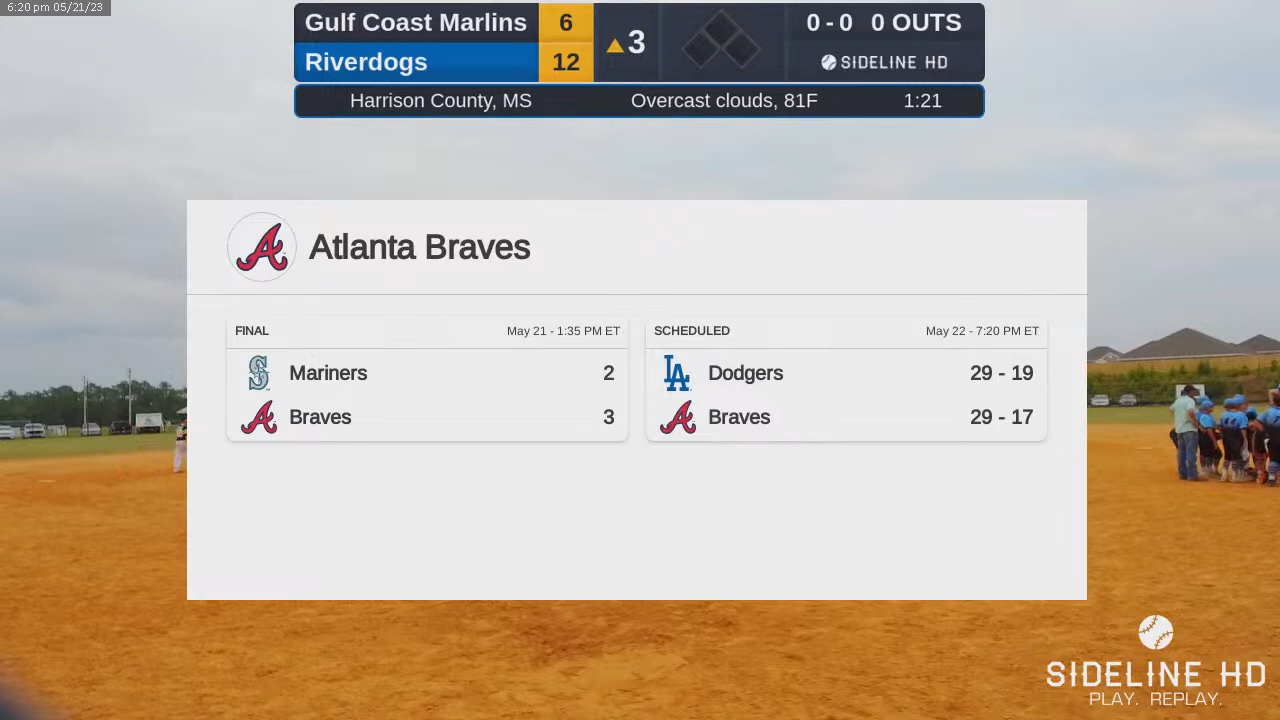 6:20 pm 05/21/23
Gulf Coast Marlins 6
Riverdogs 12
▲3
0 - 0 0 OUTS
SIDELINE HD
Harrison County, MS Overcast clouds, 81F 1:21
Atlanta Braves
FINAL May 21 - 1:35 PM ET
Mariners 2
Braves 3
SCHEDULED May 22 - 7:20 PM ET
Dodgers 29 - 19
Braves 29 - 17
SIDELINE HD
PLAY. REPLAY.